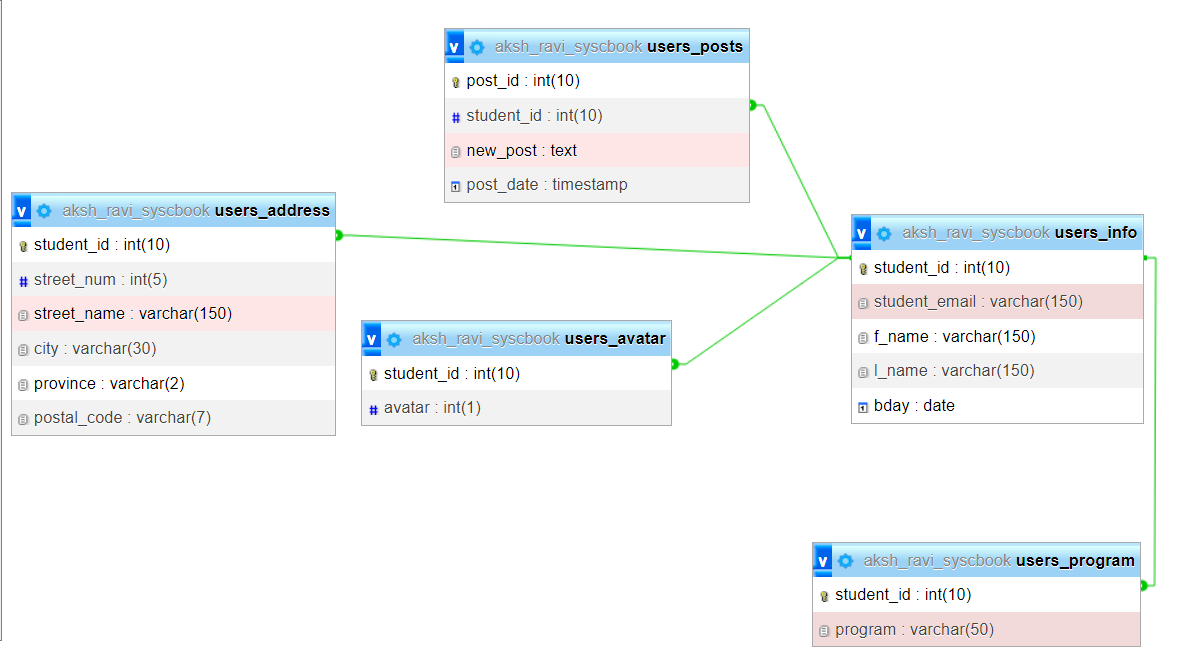 v aksh_ravi_syscbook users_posts
post_id : int(10)
# student_id : int(10)
new_post : text
post_date : timestamp
v aksh_ravi_syscbook users_address
student_id : int(10)
# street_num : int(5)
street_name : varchar(150)
city : varchar(30)
province : varchar(2)
postal_code : varchar(7)
v aksh_ravi_syscbook users_info
student_id : int(10)
student_email : varchar(150)
f_name : varchar(150)
l_name : varchar(150)
bday : date
v aksh_ravi_syscbook users_avatar
student_id : int(10)
# avatar : int(1)
v aksh_ravi_syscbook users_program
student_id : int(10)
program : varchar(50)